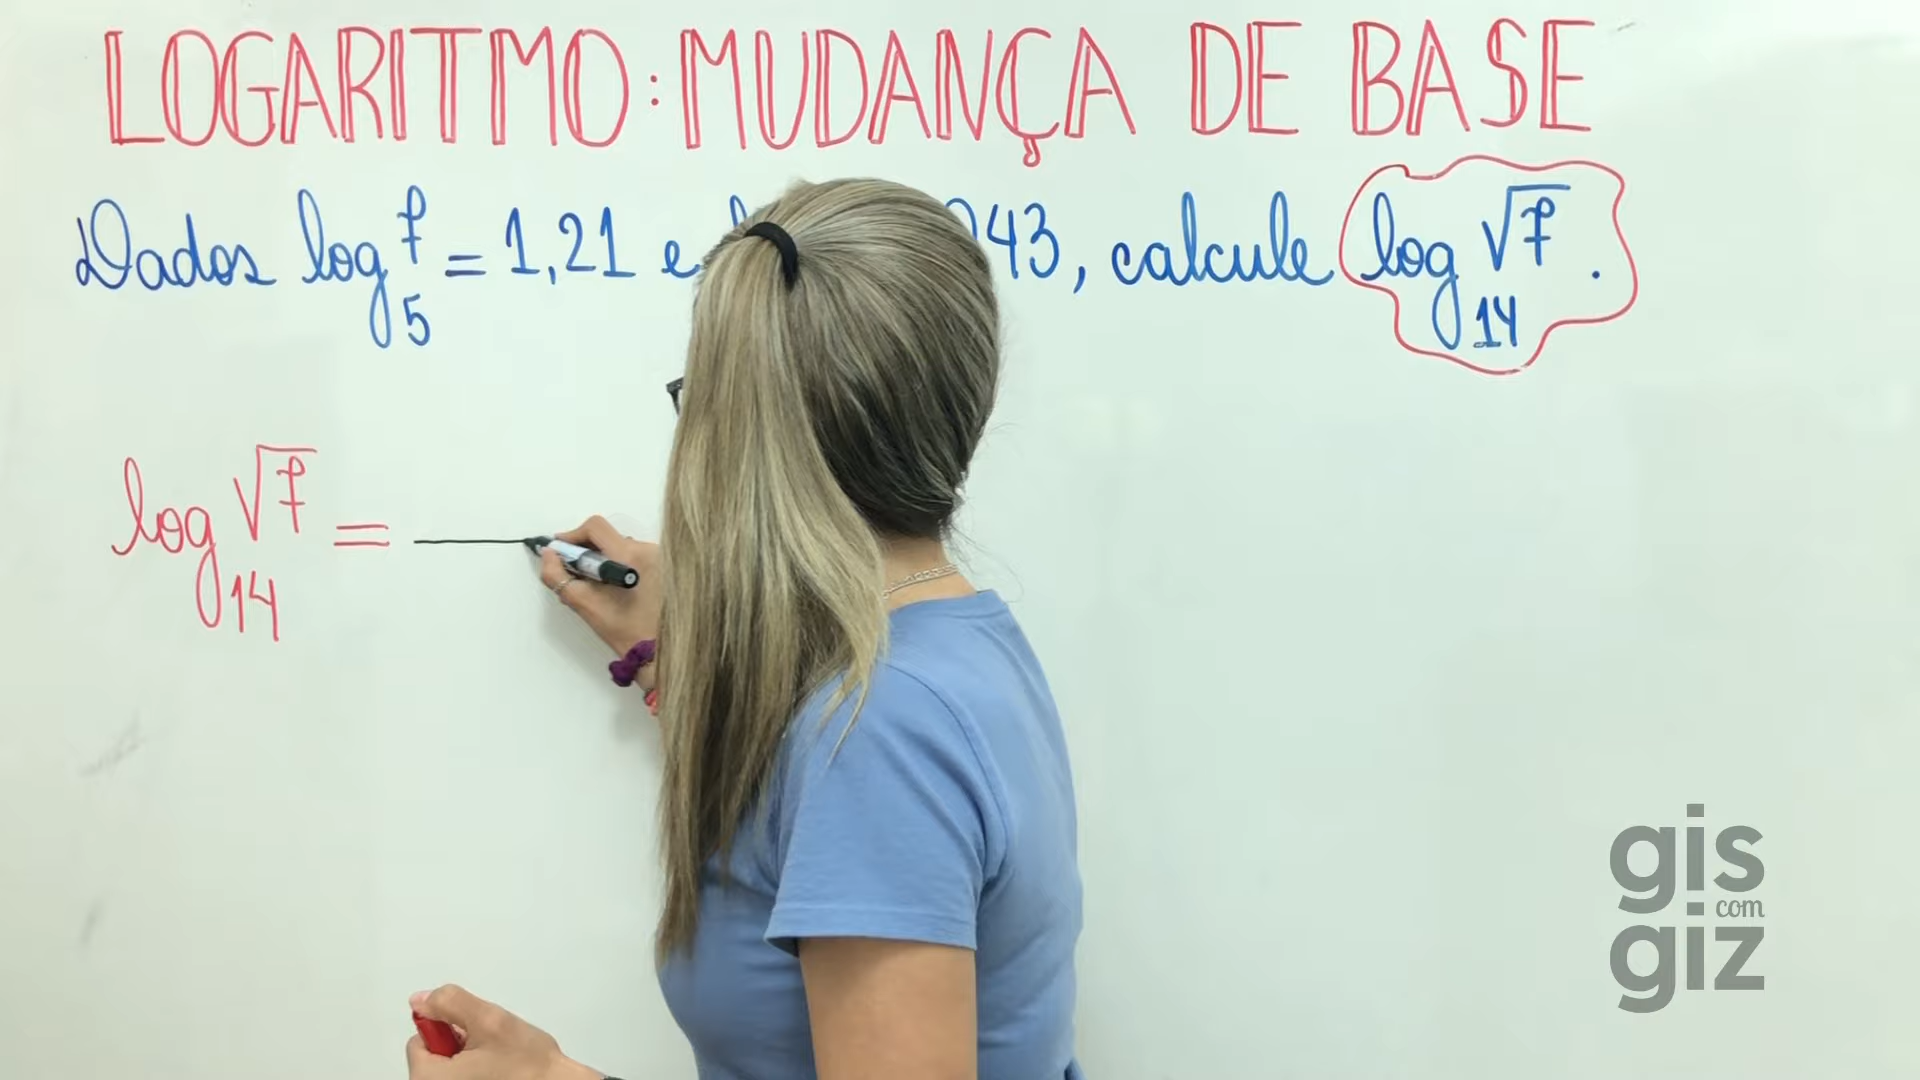 LOGARITMO: MUDANÇA DE BASE
Dados log₅ 7 = 1,21 e 43, calcule log₁₄ √7.
log₁₄ √7 =
gis
com
giz